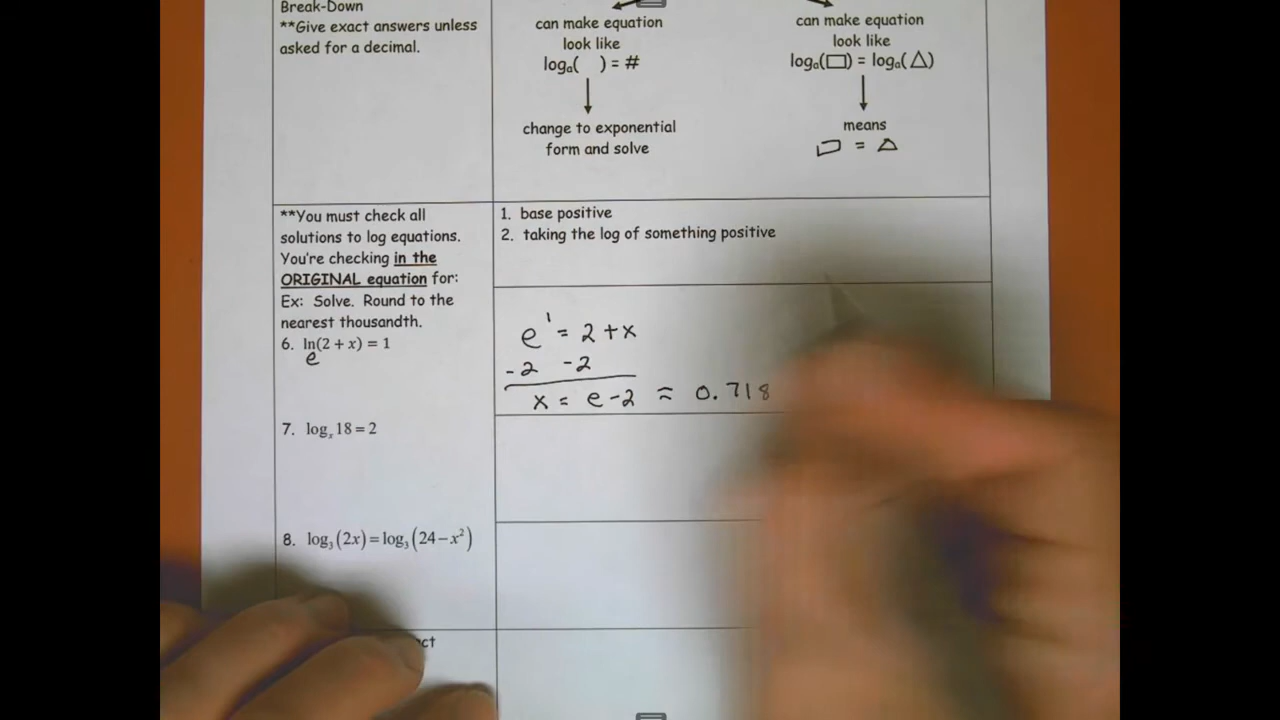 Break-Down
**Give exact answers unless
asked for a decimal.
can make equation
look like
logₐ( ) = #
change to exponential
form and solve
can make equation
look like
logₐ(▭) = logₐ(△)
means
▭ = △
**You must check all
solutions to log equations.
You're checking in the
ORIGINAL equation for:
1. base positive
2. taking the log of something positive
Ex: Solve. Round to the
nearest thousandth.
6. ln(2 + x) = 1
e
e¹ = 2 + x
-2 -2
x = e - 2 ≈ 0.718
7. logₓ 18 = 2
8. log₃(2x) = log₃(24 − x²)